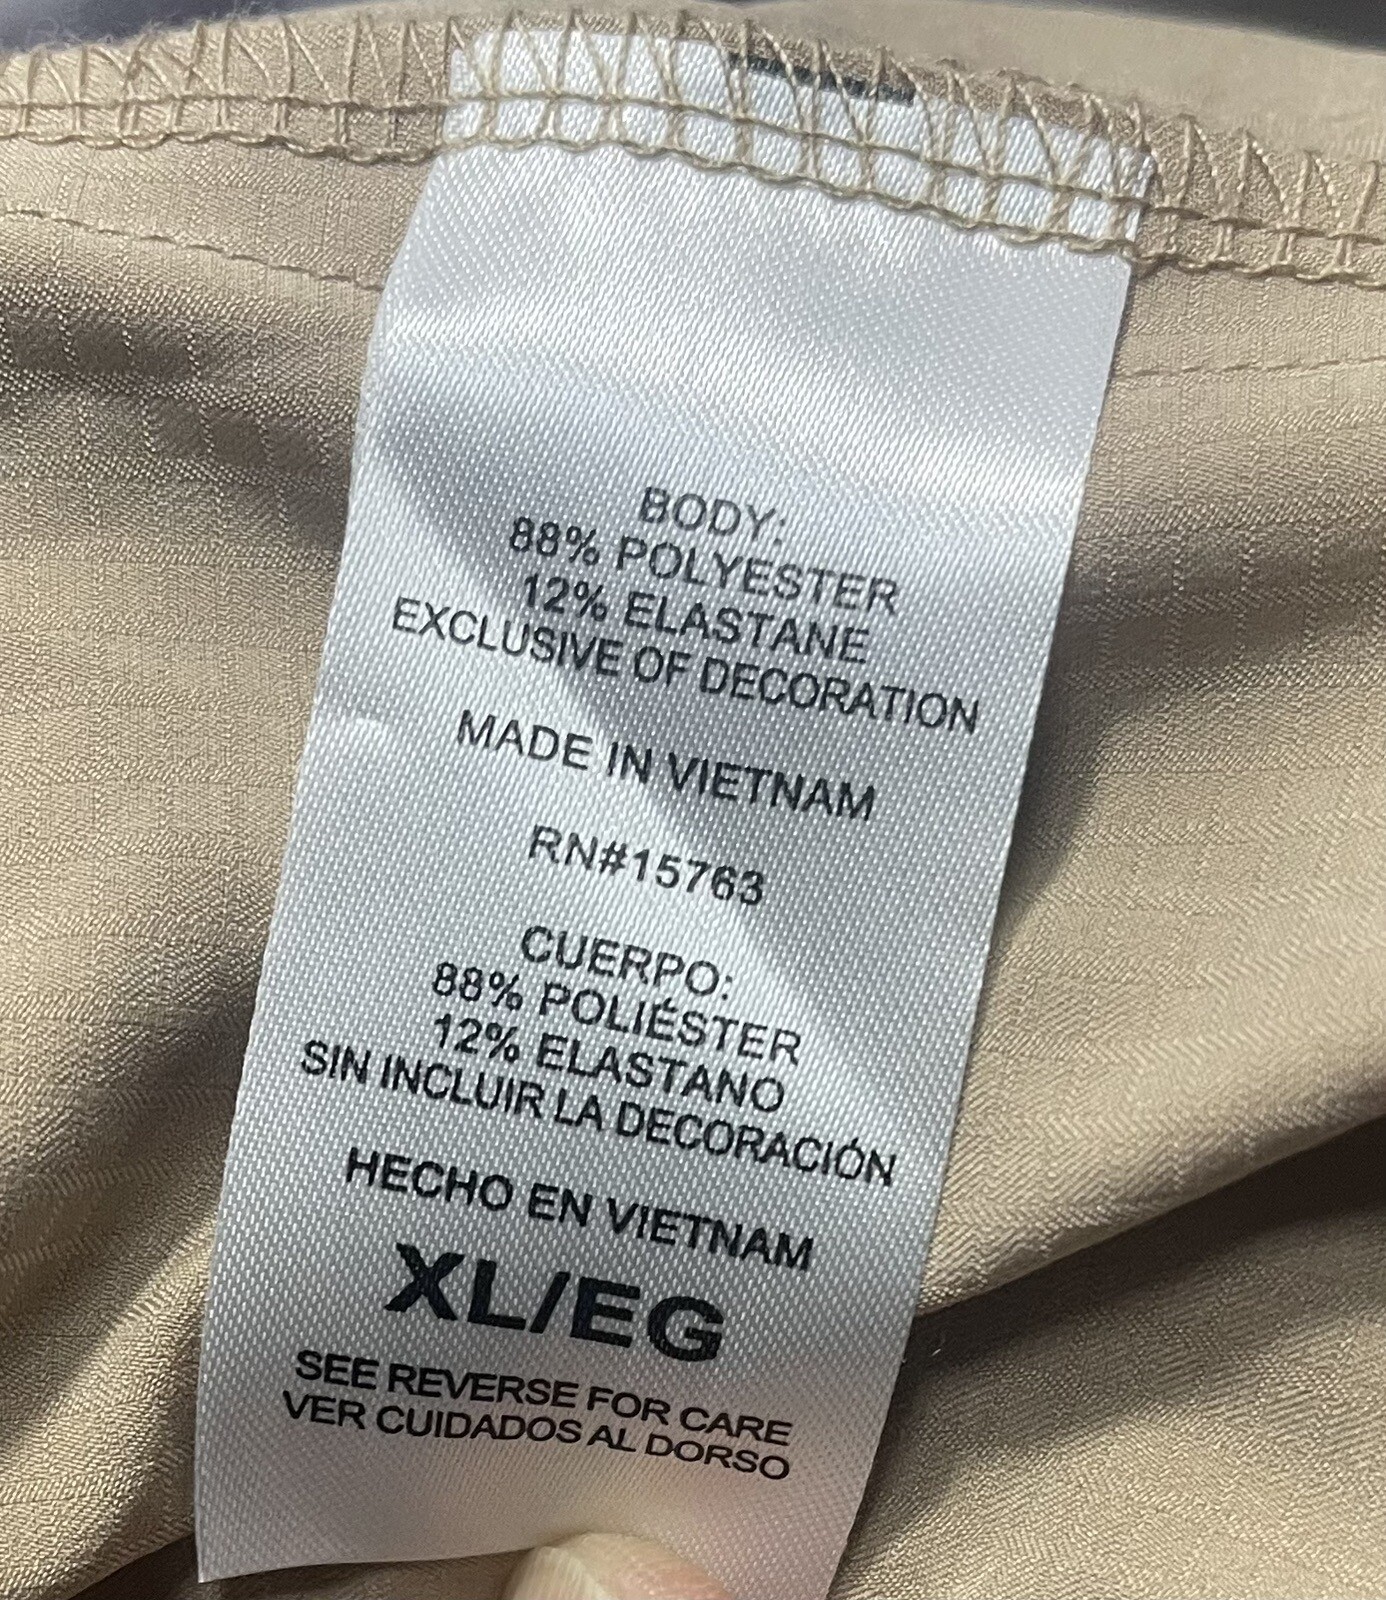 BODY:
88% POLYESTER
12% ELASTANE
EXCLUSIVE OF DECORATION
MADE IN VIETNAM
RN#15763
CUERPO:
88% POLIÉSTER
12% ELASTANO
SIN INCLUIR LA DECORACIÓN
HECHO EN VIETNAM
XL/EG
SEE REVERSE FOR CARE
VER CUIDADOS AL DORSO